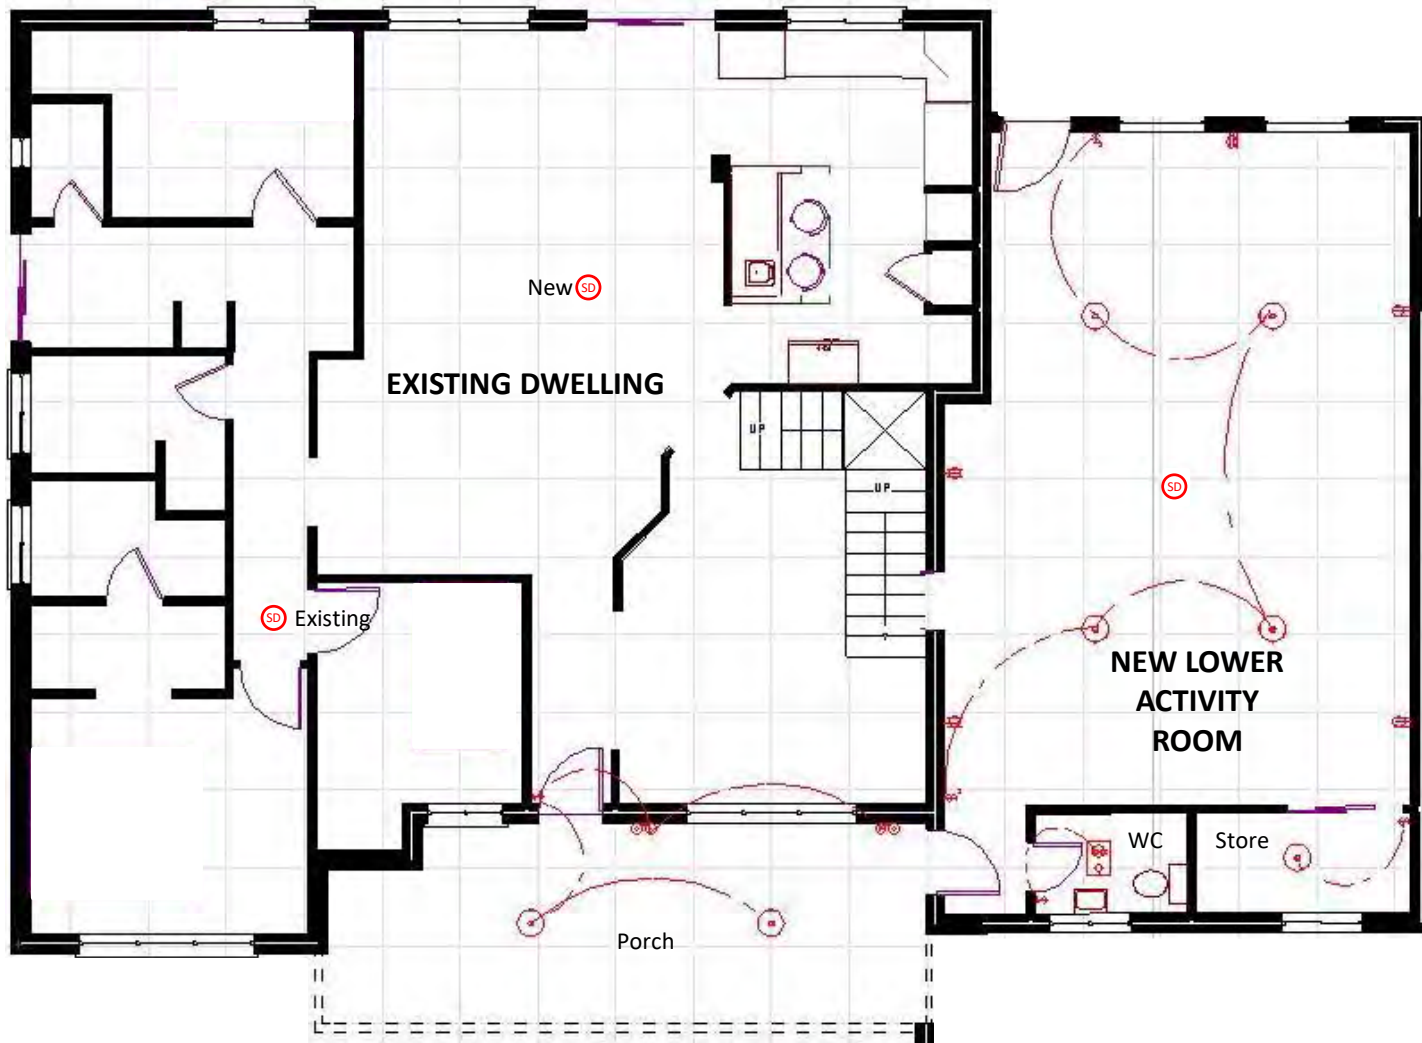 New SD
EXISTING DWELLING
UP
UP
SD
SD Existing
NEW LOWER
ACTIVITY
ROOM
WC
Store
Porch